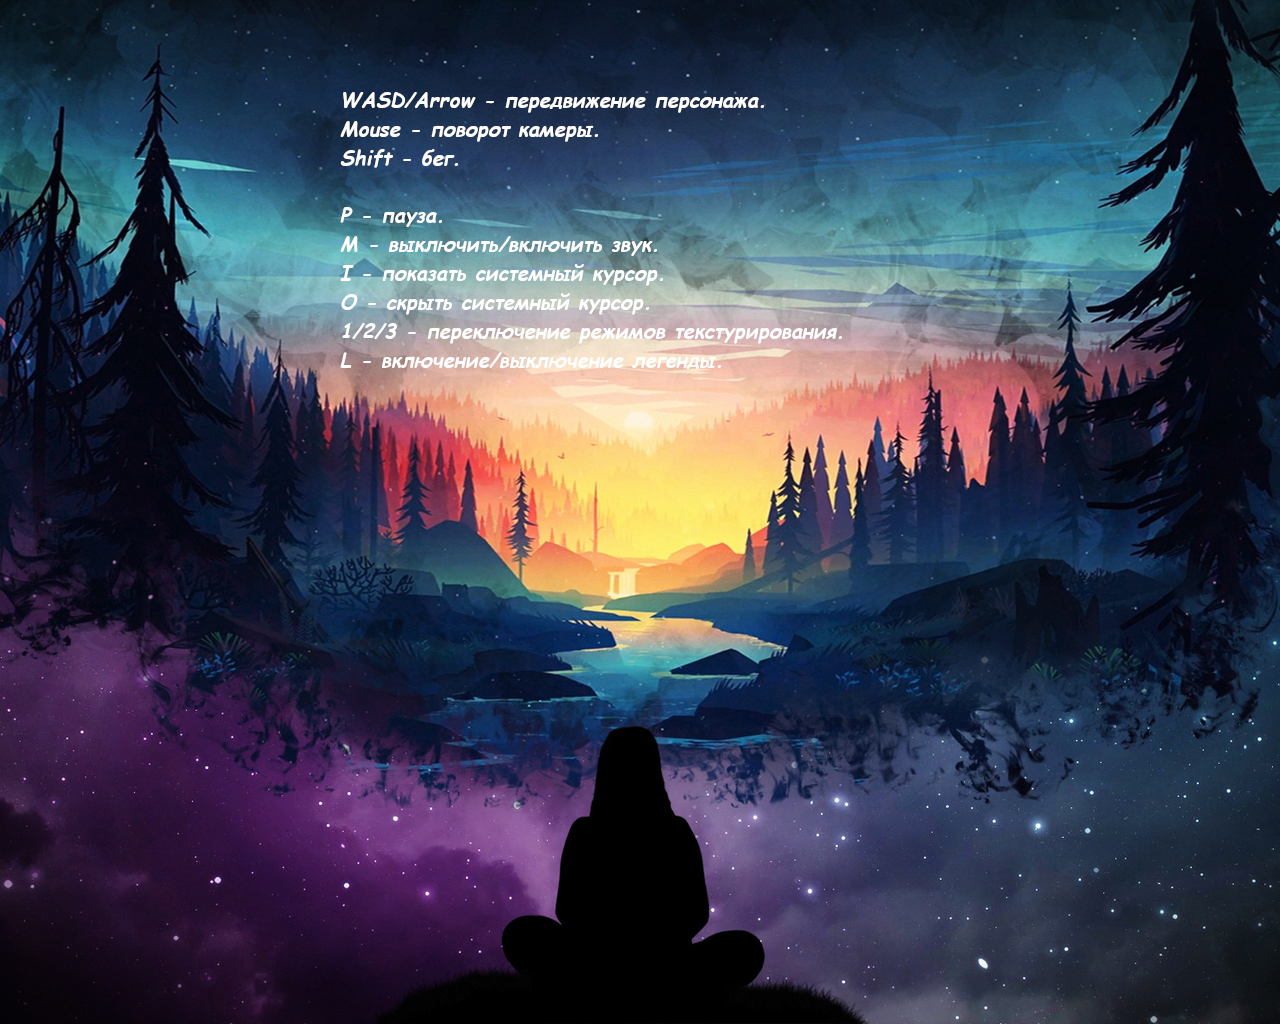 WASD/Arrow - передвижение персонажа.
Mouse - поворот камеры.
Shift - бег.
P - пауза.
M - выключить/включить звук.
I - показать системный курсор.
O - скрыть системный курсор.
1/2/3 - переключение режимов текстурирования.
L - включение/выключение легенды.